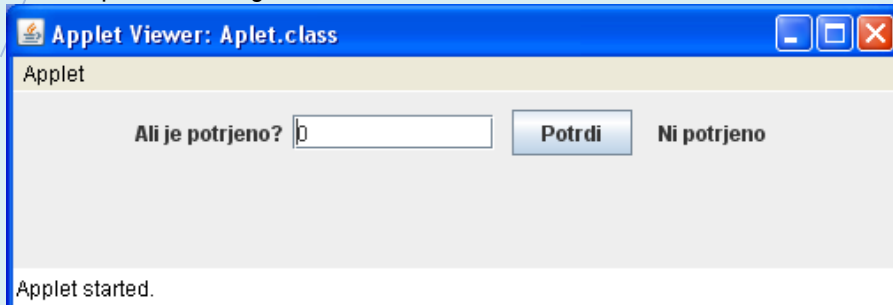 Applet Viewer: Aplet.class
Applet
Ali je potrjeno? 0 Potrdi Ni potrjeno
Applet started.